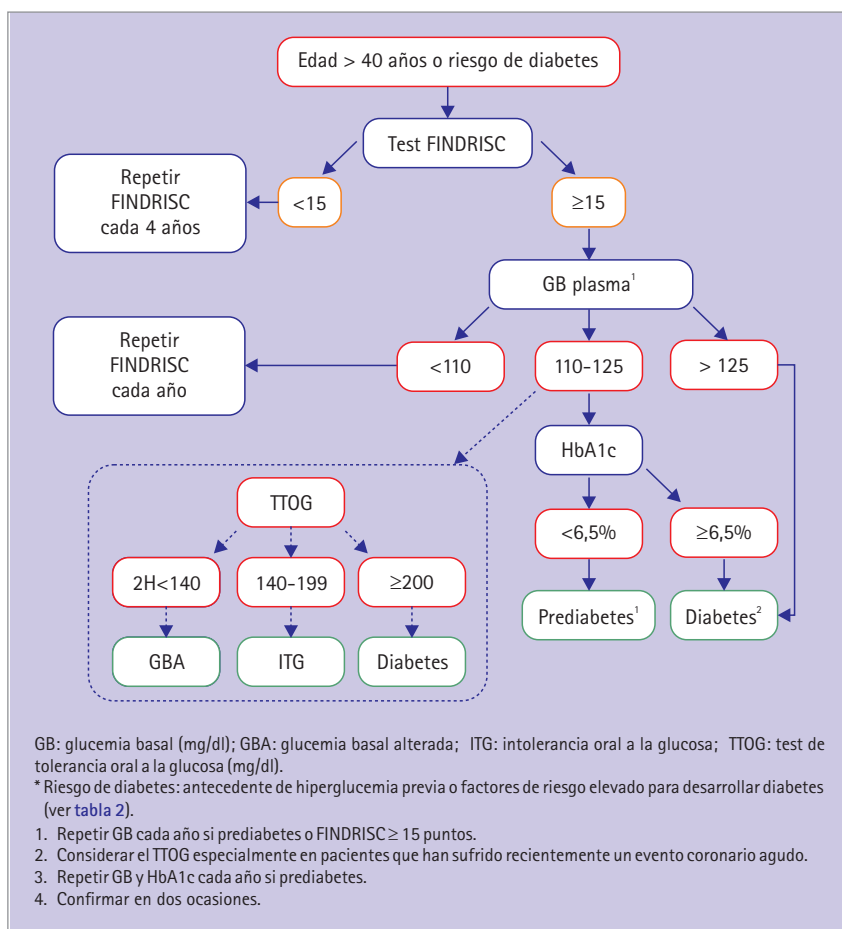 Edad > 40 años o riesgo de diabetes
Test FINDRISC
Repetir
FINDRISC
cada 4 años
<15
≥15
GB plasma¹
Repetir
FINDRISC
cada año
<110
110-125
> 125
HbA1c
TTOG
<6,5%
≥6,5%
2H<140
140-199
≥200
Prediabetes¹
Diabetes²
GBA
ITG
Diabetes
GB: glucemia basal (mg/dl); GBA: glucemia basal alterada; ITG: intolerancia oral a la glucosa; TTOG: test de
tolerancia oral a la glucosa (mg/dl).
* Riesgo de diabetes: antecedente de hiperglucemia previa o factores de riesgo elevado para desarrollar diabetes
(ver tabla 2).
1. Repetir GB cada año si prediabetes o FINDRISC ≥ 15 puntos.
2. Considerar el TTOG especialmente en pacientes que han sufrido recientemente un evento coronario agudo.
3. Repetir GB y HbA1c cada año si prediabetes.
4. Confirmar en dos ocasiones.